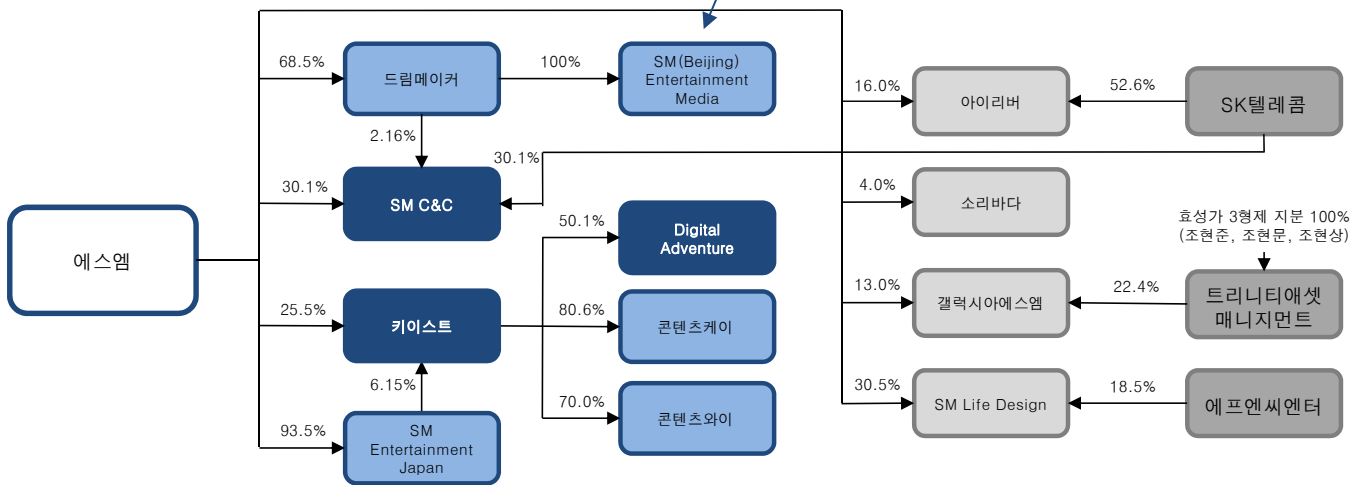 68.5%
드림메이커
100%
SM(Beijing)
Entertainment
Media
16.0%
아이리버
52.6%
SK텔레콤
2.16%
30.1%
30.1%
SM C&C
4.0%
소리바다
50.1%
Digital
Adventure
효성가 3형제 지분 100%
(조현준, 조현문, 조현상)
에스엠
25.5%
키이스트
80.6%
콘텐츠케이
13.0%
갤럭시아에스엠
22.4%
트리니티애셋
매니지먼트
6.15%
70.0%
콘텐츠와이
30.5%
SM Life Design
18.5%
에프엔씨엔터
93.5%
SM
Entertainment
Japan